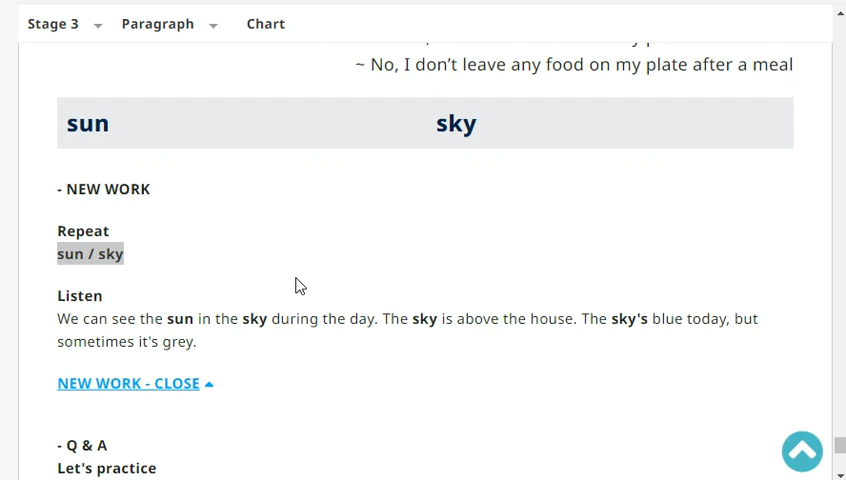 Stage 3 Paragraph Chart
~ No, I don't leave any food on my plate after a meal
sun sky
- NEW WORK
Repeat
sun / sky
Listen
We can see the sun in the sky during the day. The sky is above the house. The sky's blue today, but
sometimes it's grey.
NEW WORK - CLOSE
- Q & A
Let's practice